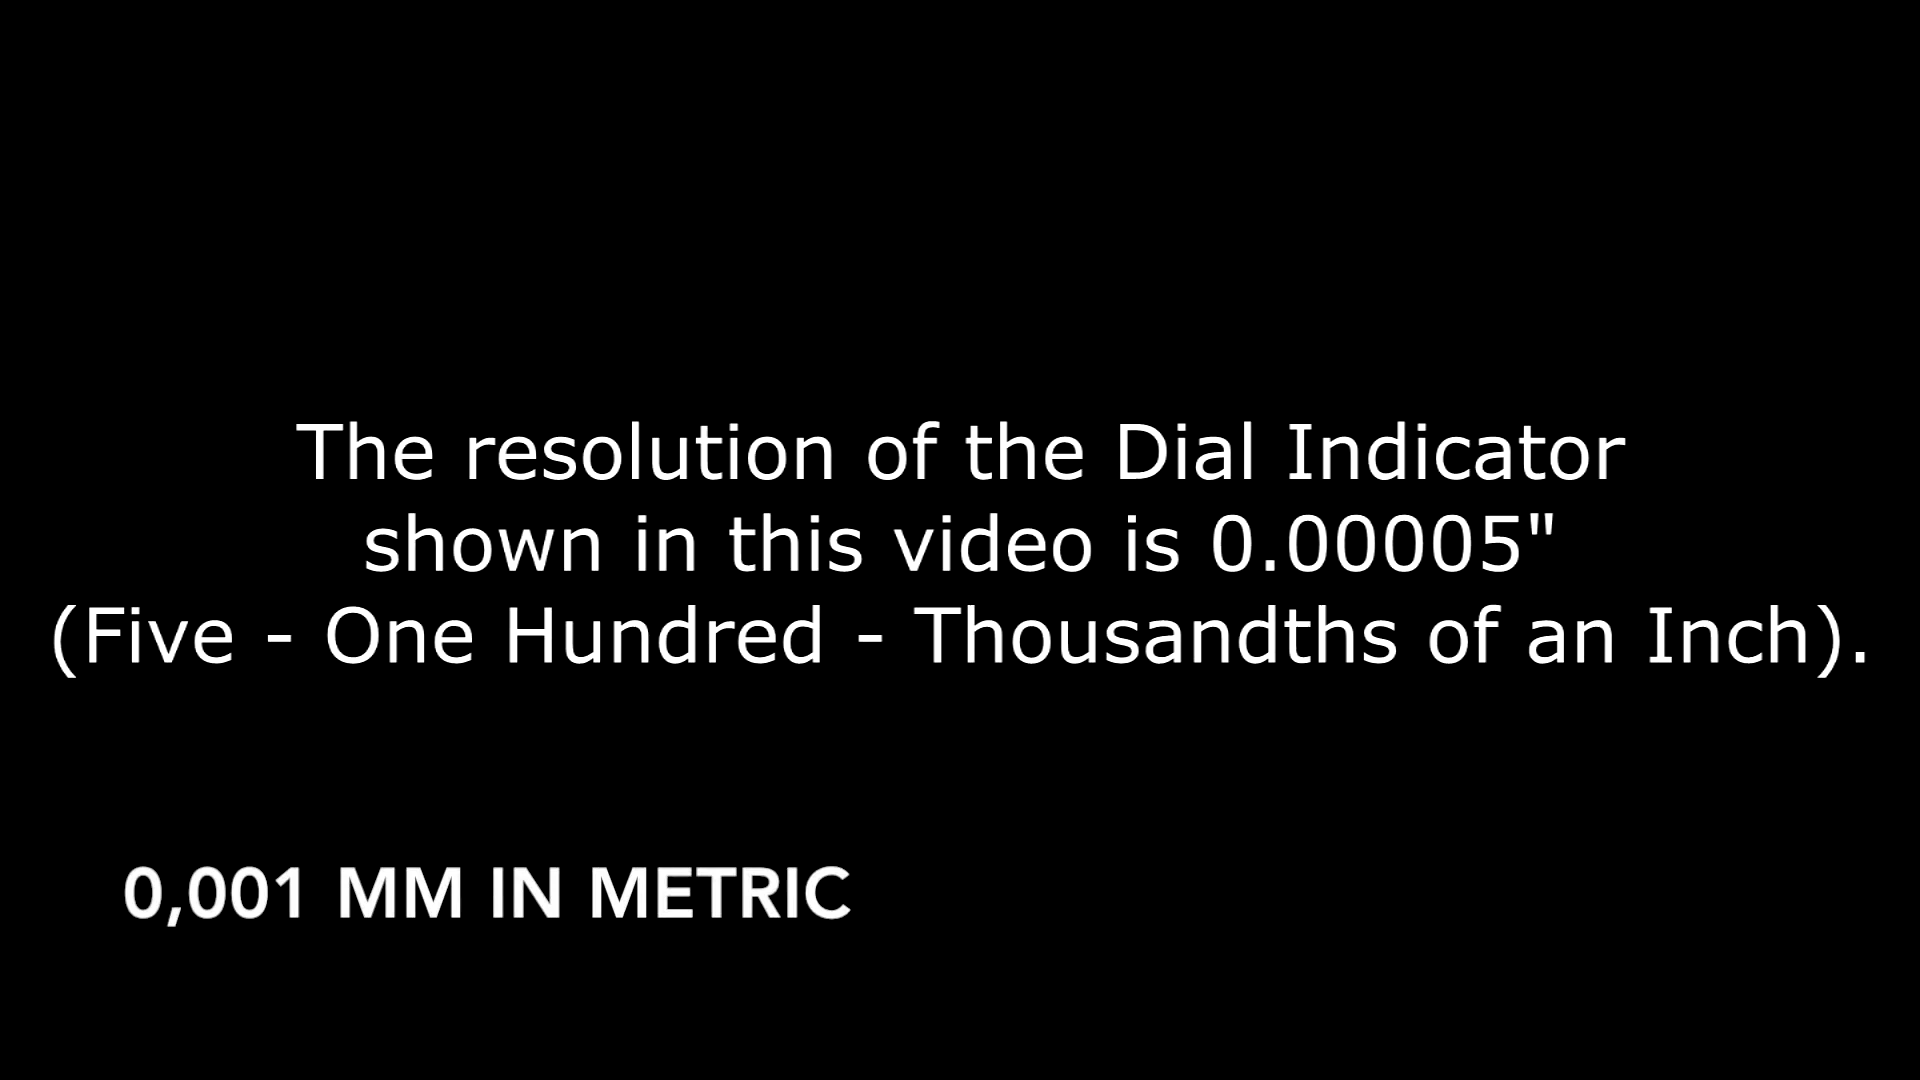 The resolution of the Dial Indicator
shown in this video is 0.00005"
(Five - One Hundred - Thousandths of an Inch).
0,001 MM IN METRIC